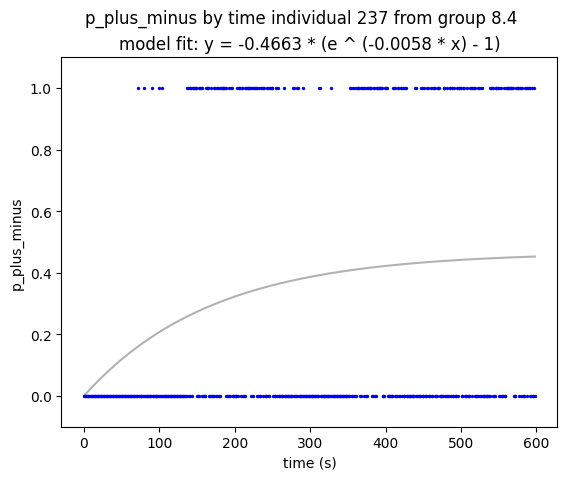 p_plus_minus by time individual 237 from group 8.4
model fit: y = -0.4663 * (e ^ (-0.0058 * x) - 1)
1.0
0.8
0.6
0.4
0.2
0.0
p_plus_minus
0 100 200 300 400 500 600
time (s)